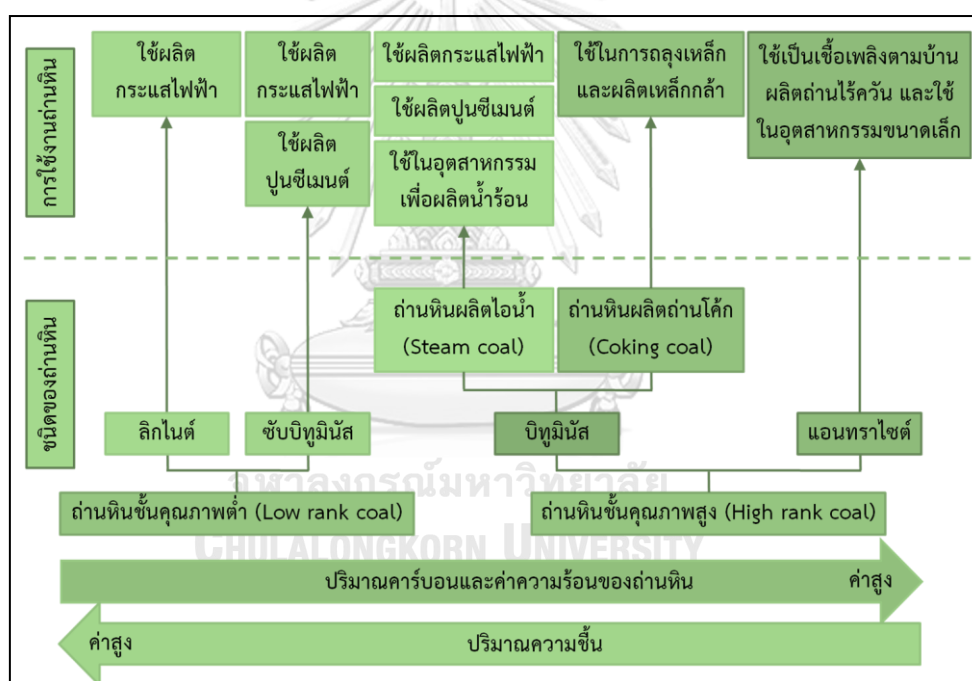 การใช้งานถ่านหิน
ใช้ผลิต
กระแสไฟฟ้า
ใช้ผลิต
กระแสไฟฟ้า
ใช้ผลิต
ปูนซีเมนต์
ใช้ผลิตกระแสไฟฟ้า
ใช้ผลิตปูนซีเมนต์
ใช้ในอุตสาหกรรม
เพื่อผลิตน้ำร้อน
ใช้ในการถลุงเหล็ก
และผลิตเหล็กกล้า
ใช้เป็นเชื้อเพลิงตามบ้าน
ผลิตถ่านไร้ควัน และใช้
ในอุตสาหกรรมขนาดเล็ก
ชนิดของถ่านหิน
ถ่านหินผลิตไอน้ำ
(Steam coal)
ถ่านหินผลิตถ่านโค้ก
(Coking coal)
ลิกไนต์
ซับบิทูมินัส
บิทูมินัส
แอนทราไซต์
จุฬาลงกรณ์มหาวิทยาลัย
ถ่านหินชั้นคุณภาพต่ำ (Low rank coal)
ถ่านหินชั้นคุณภาพสูง (High rank coal)
CHULALONGKORN UNIVERSITY
ปริมาณคาร์บอนและค่าความร้อนของถ่านหิน
ค่าสูง
ค่าสูง
ปริมาณความชื้น